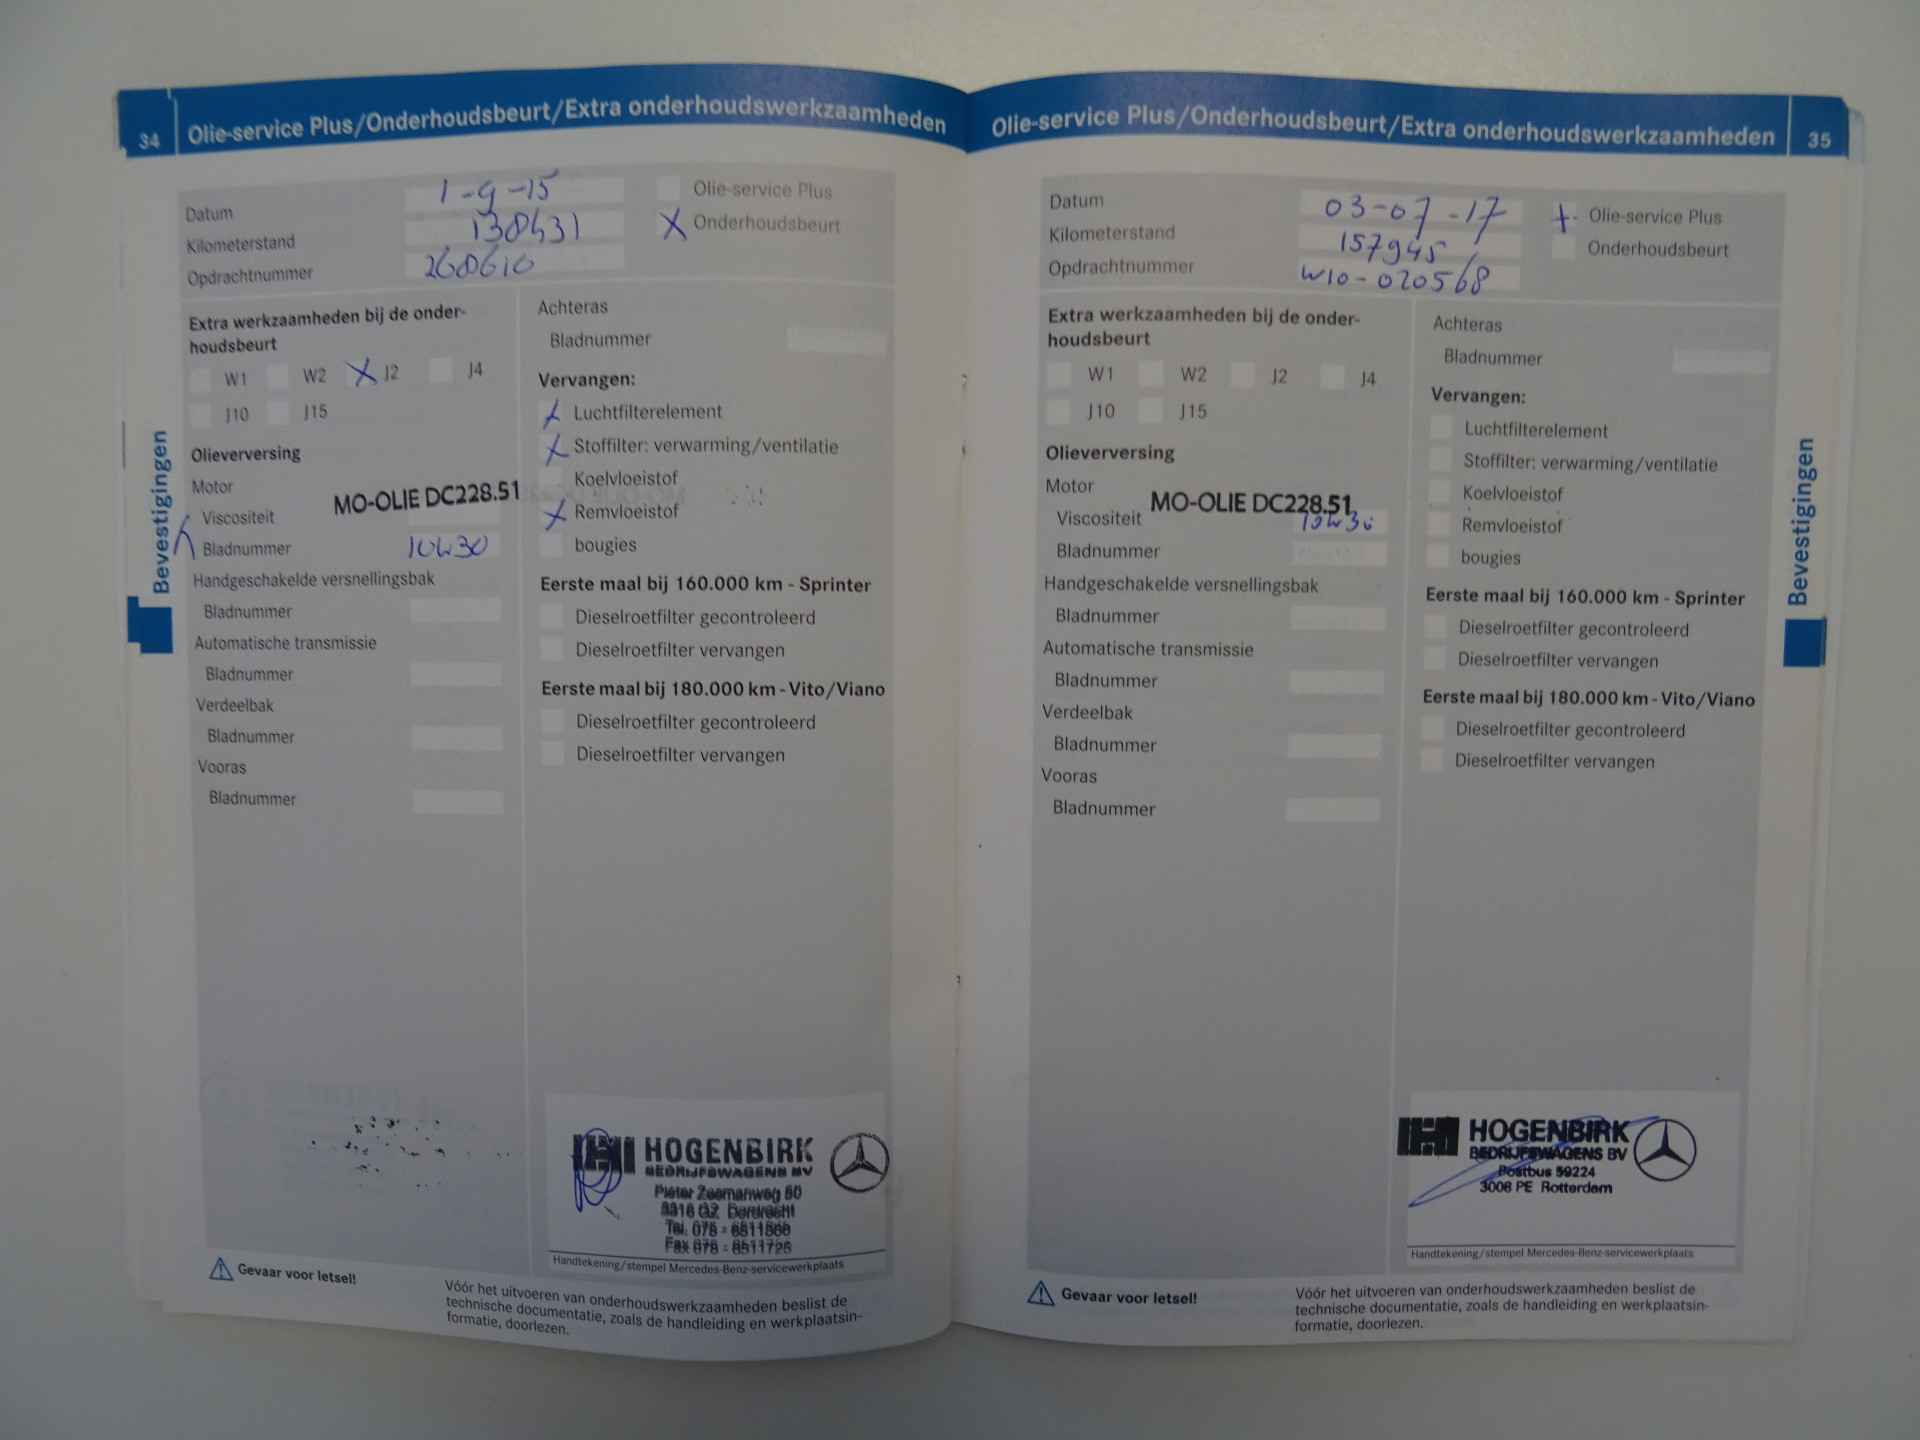 34 Olie-service Plus/Onderhoudsbeurt/Extra onderhoudswerkzaamheden
Datum 1-9-15 Olie-service Plus
Kilometerstand 138431 X Onderhoudsbeurt
Opdrachtnummer 268610
Extra werkzaamheden bij de onder-
houdsbeurt
W1 W2 X J2 J4
J10 J15
Olieverversing
Motor
MO-OLIE DC228.51
Viscositeit
Bladnummer 10W30
Handgeschakelde versnellingsbak
Bladnummer
Automatische transmissie
Bladnummer
Verdeelbak
Bladnummer
Vooras
Bladnummer
Achteras
Bladnummer
Vervangen:
X Luchtfilterelement
X Stoffilter: verwarming/ventilatie
Koelvloeistof
X Remvloeistof
bougies
Eerste maal bij 160.000 km - Sprinter
Dieselroetfilter gecontroleerd
Dieselroetfilter vervangen
Eerste maal bij 180.000 km - Vito/Viano
Dieselroetfilter gecontroleerd
Dieselroetfilter vervangen
HOGENBIRK
BEDRIJFSWAGENS BV
Pieter Zeemanweg 60
Dordrecht
Tel. 078 -
Fax 078 - 6511725
Handtekening/stempel Mercedes-Benz-servicewerkplaats
Gevaar voor letsel!
Vóór het uitvoeren van onderhoudswerkzaamheden beslist de
technische documentatie, zoals de handleiding en werkplaatsin-
formatie, doorlezen.
Bevestigingen
Olie-service Plus/Onderhoudsbeurt/Extra onderhoudswerkzaamheden 35
Datum 03-07-17 + Olie-service Plus
Kilometerstand 157945 Onderhoudsbeurt
Opdrachtnummer W10-020568
Extra werkzaamheden bij de onder-
houdsbeurt
W1 W2 J2 J4
J10 J15
Olieverversing
Motor
MO-OLIE DC228.51
Viscositeit 10W30
Bladnummer
Handgeschakelde versnellingsbak
Bladnummer
Automatische transmissie
Bladnummer
Verdeelbak
Bladnummer
Vooras
Bladnummer
Achteras
Bladnummer
Vervangen:
Luchtfilterelement
Stoffilter: verwarming/ventilatie
Koelvloeistof
Remvloeistof
bougies
Eerste maal bij 160.000 km - Sprinter
Dieselroetfilter gecontroleerd
Dieselroetfilter vervangen
Eerste maal bij 180.000 km - Vito/Viano
Dieselroetfilter gecontroleerd
Dieselroetfilter vervangen
HOGENBIRK
BEDRIJFSWAGENS BV
Postbus 59224
3008 PE Rotterdam
Handtekening/stempel Mercedes-Benz-servicewerkplaats
Gevaar voor letsel!
Vóór het uitvoeren van onderhoudswerkzaamheden beslist de
technische documentatie, zoals de handleiding en werkplaatsin-
formatie, doorlezen.
Bevestigingen